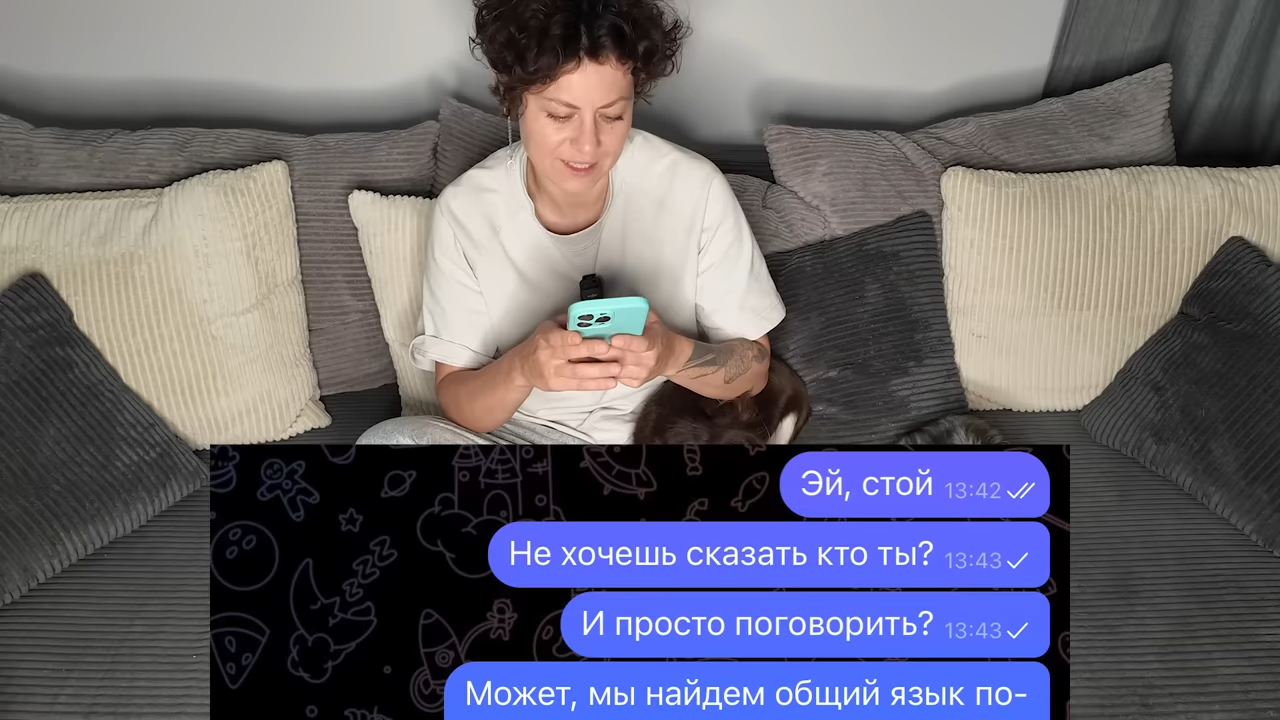 Эй, стой 13:42
Не хочешь сказать кто ты? 13:43
И просто поговорить? 13:43
Может, мы найдем общий язык по-